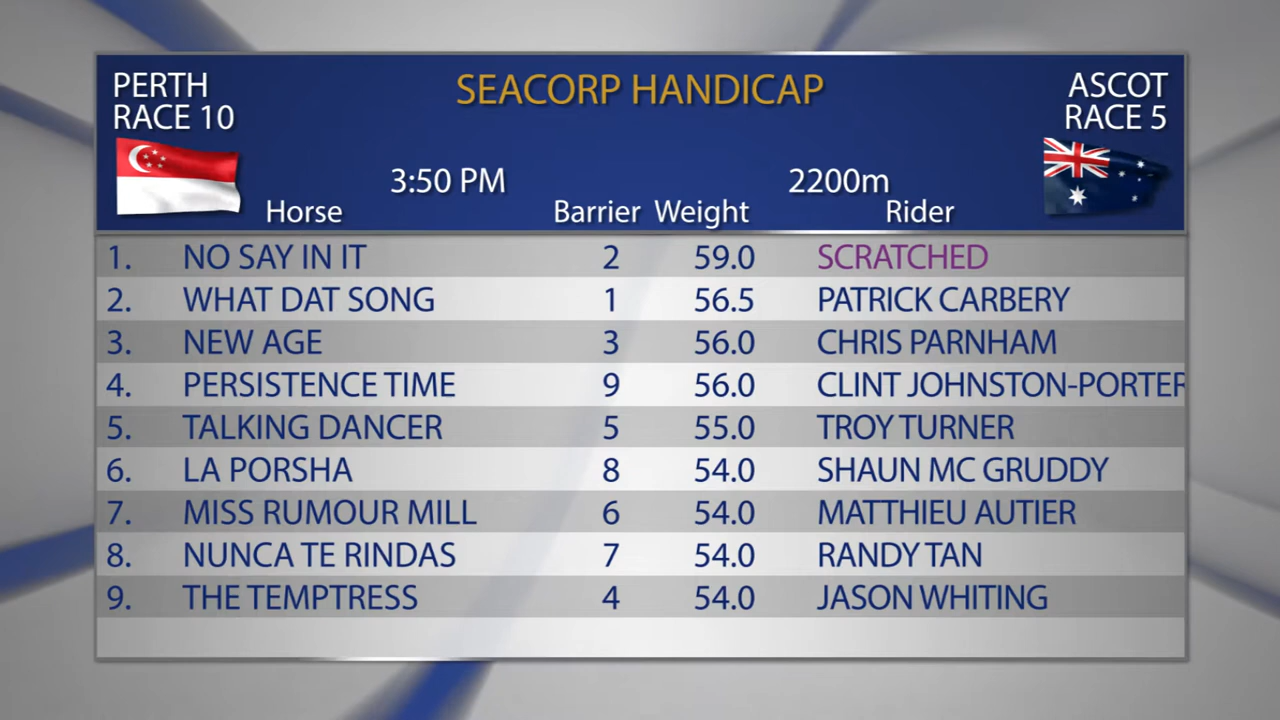 PERTH
RACE 10
SEACORP HANDICAP
ASCOT
RACE 5
3:50 PM
2200m
Horse Barrier Weight Rider
1. NO SAY IN IT 2 59.0 SCRATCHED
2. WHAT DAT SONG 1 56.5 PATRICK CARBERY
3. NEW AGE 3 56.0 CHRIS PARNHAM
4. PERSISTENCE TIME 9 56.0 CLINT JOHNSTON-PORTER
5. TALKING DANCER 5 55.0 TROY TURNER
6. LA PORSHA 8 54.0 SHAUN MC GRUDDY
7. MISS RUMOUR MILL 6 54.0 MATTHIEU AUTIER
8. NUNCA TE RINDAS 7 54.0 RANDY TAN
9. THE TEMPTRESS 4 54.0 JASON WHITING